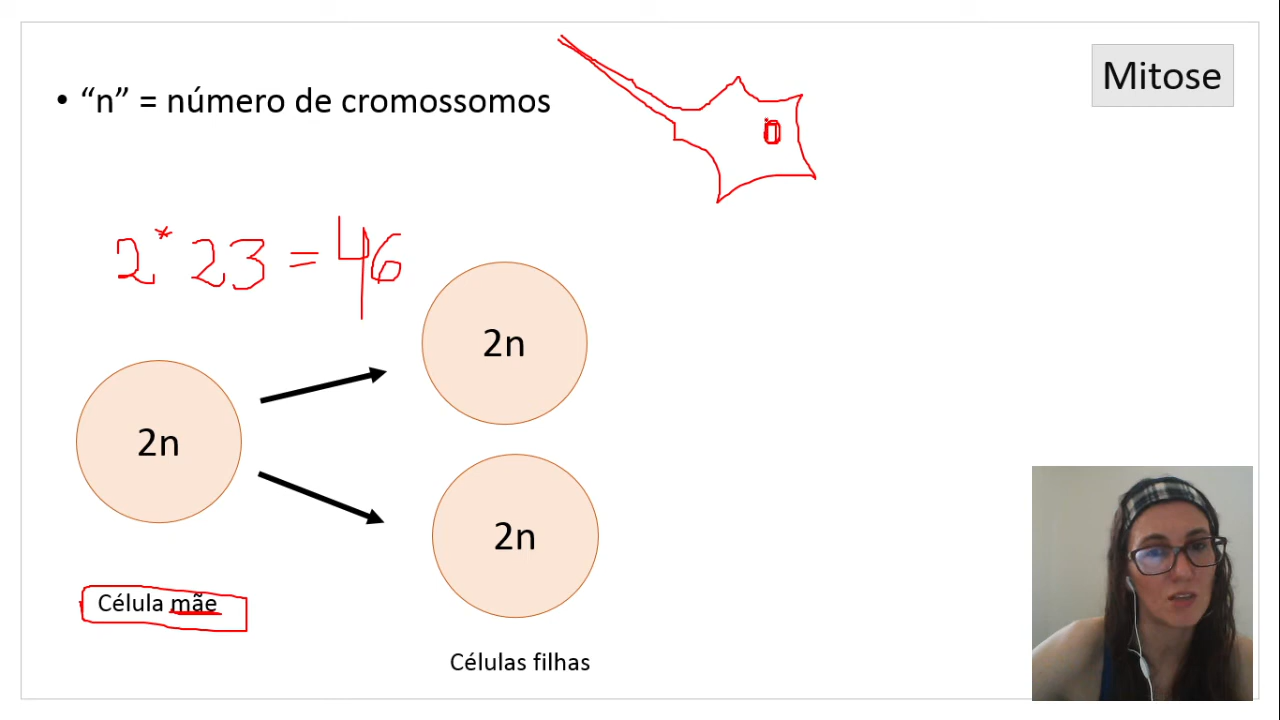 Mitose
• “n” = número de cromossomos
2 * 23 = 46
2n
2n
2n
Célula mãe
Células filhas